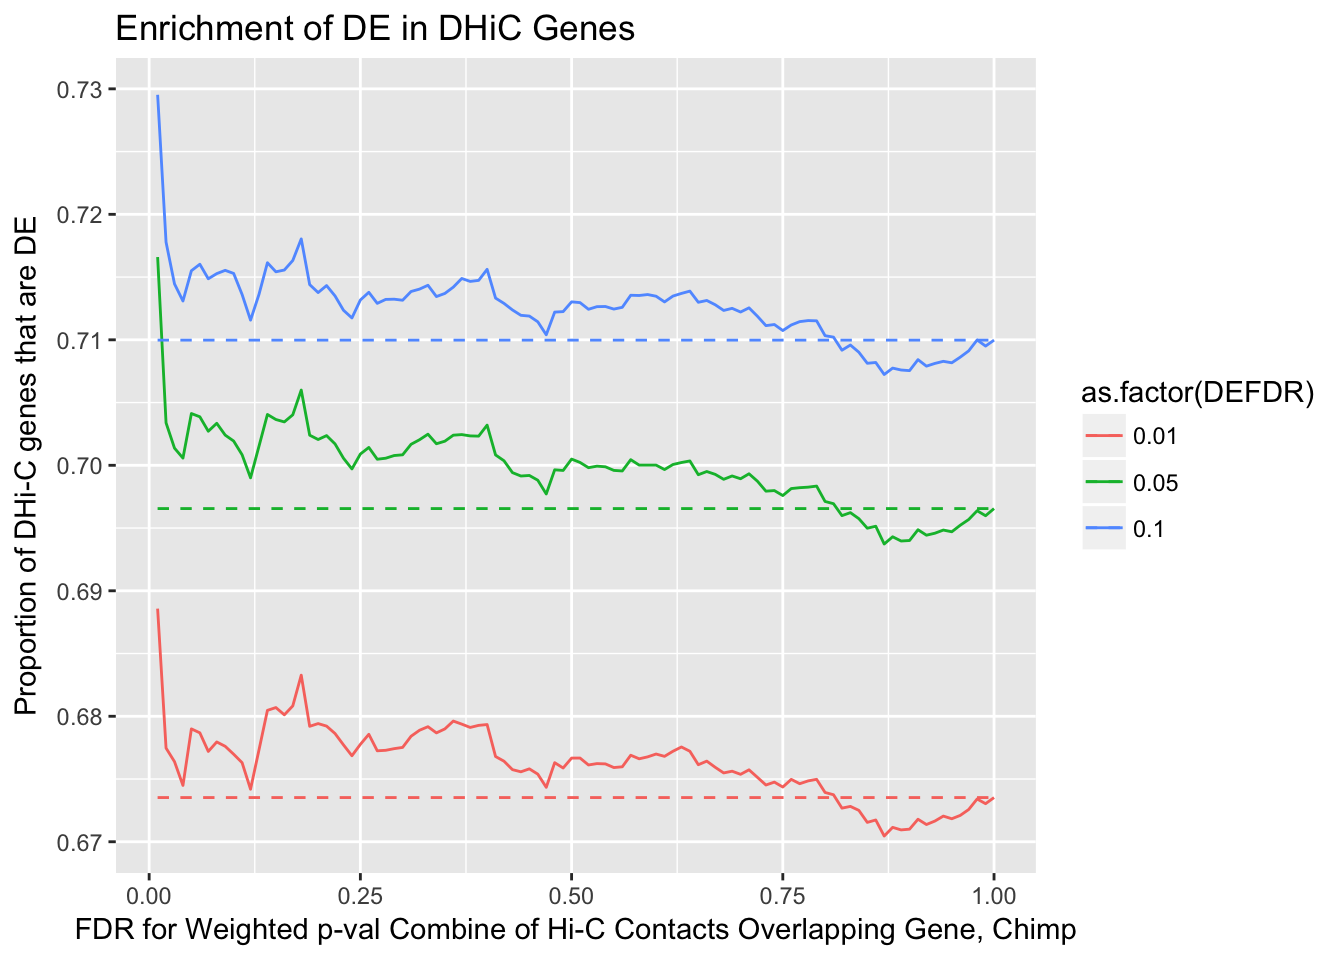 Enrichment of DE in DHiC Genes
Proportion of DHi-C genes that are DE
0.73
0.72
0.71
0.70
0.69
0.68
0.67
0.00 0.25 0.50 0.75 1.00
FDR for Weighted p-val Combine of Hi-C Contacts Overlapping Gene, Chimp
as.factor(DEFDR)
0.01
0.05
0.1